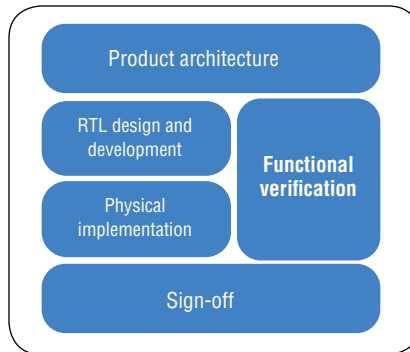 Product architecture
RTL design and
development
Functional
verification
Physical
implementation
Sign-off